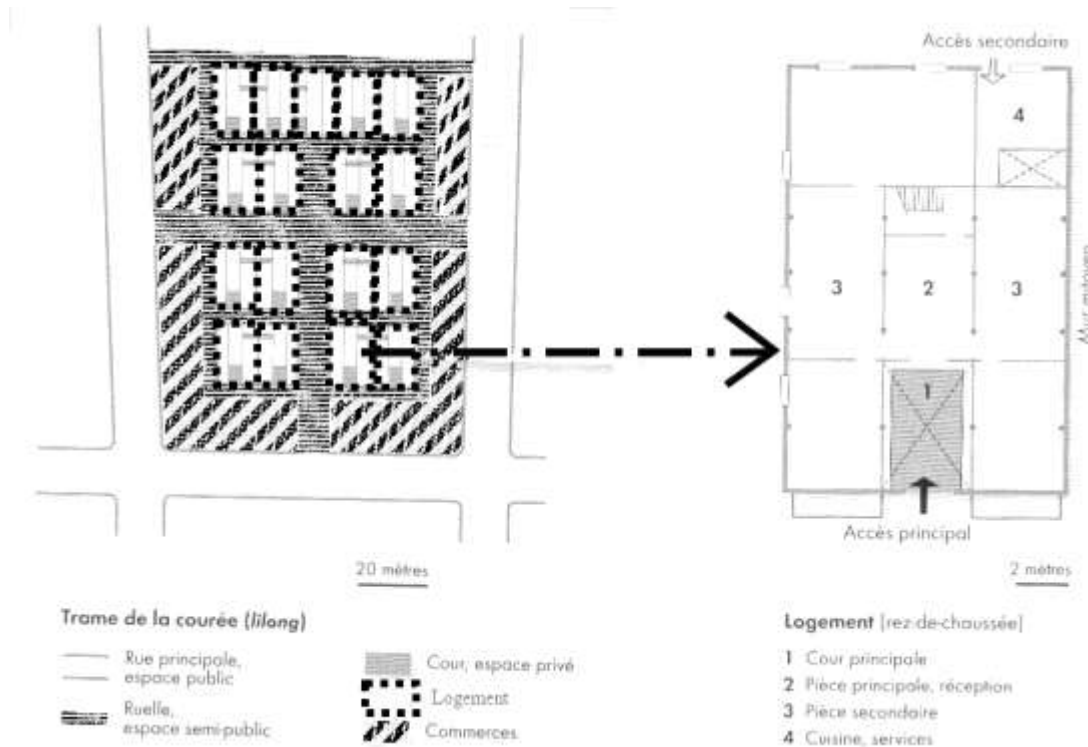 Accès secondaire
4
3
2
3
Mur mitoyen
1
Accès principal
20 mètres
2 mètres
Trame de la courée (lilong)
Rue principale,
espace public
Ruelle,
espace semi-public
Cour, espace privé
Logement
Commerces
Logement (rez-de-chaussée)
1 Cour principale
2 Pièce principale, réception
3 Pièce secondaire
4 Cuisine, services